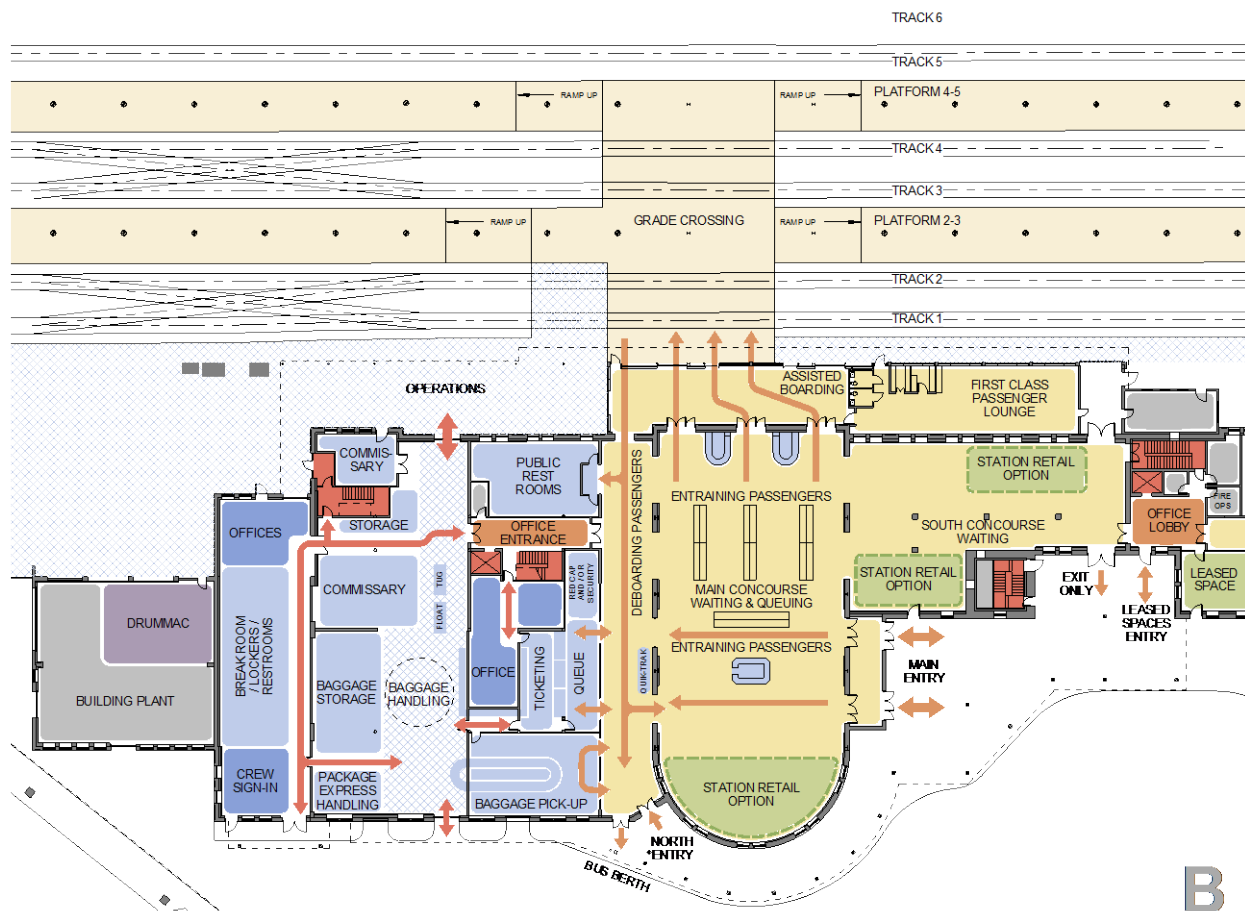 TRACK 6
TRACK 5
RAMP UP
RAMP UP
PLATFORM 4-5
TRACK 4
TRACK 3
RAMP UP
GRADE CROSSING
RAMP UP
PLATFORM 2-3
TRACK 2
TRACK 1
OPERATIONS
ASSISTED
BOARDING
FIRST CLASS
PASSENGER
LOUNGE
COMMIS-
SARY
PUBLIC
REST
ROOMS
STORAGE
OFFICES
OFFICE
ENTRANCE
DEBOARDING PASSENGERS
ENTRAINING PASSENGERS
STATION RETAIL
OPTION
SOUTH CONCOURSE
WAITING
OFFICE
LOBBY
FIRE
OPS
COMMISSARY
TUG
FLOAT
RED CAP
AND/OR
SECURITY
MAIN CONCOURSE
WAITING & QUEUING
STATION RETAIL
OPTION
EXIT
ONLY
LEASED
SPACES
ENTRY
LEASED
SPACE
DRUMMAC
BUILDING PLANT
BREAK ROOM
/ LOCKERS /
RESTROOMS
BAGGAGE
STORAGE
BAGGAGE
HANDLING
OFFICE
TICKETING
QUEUE
QUIK-TRAK
ENTRAINING PASSENGERS
MAIN
ENTRY
CREW
SIGN-IN
PACKAGE
EXPRESS
HANDLING
BAGGAGE PICK-UP
STATION RETAIL
OPTION
NORTH
ENTRY
BUS BERTH
B